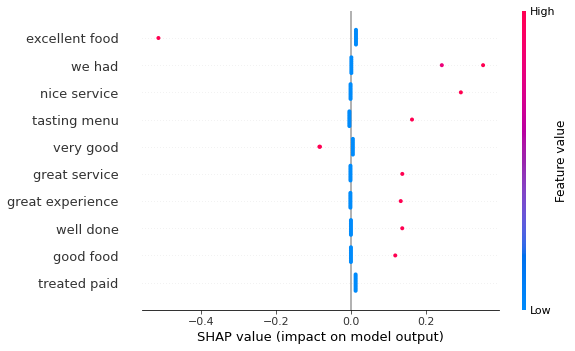 High
excellent food
we had
nice service
tasting menu
very good
great service
great experience
well done
good food
treated paid
Feature value
Low
−0.4 −0.2 0.0 0.2
SHAP value (impact on model output)